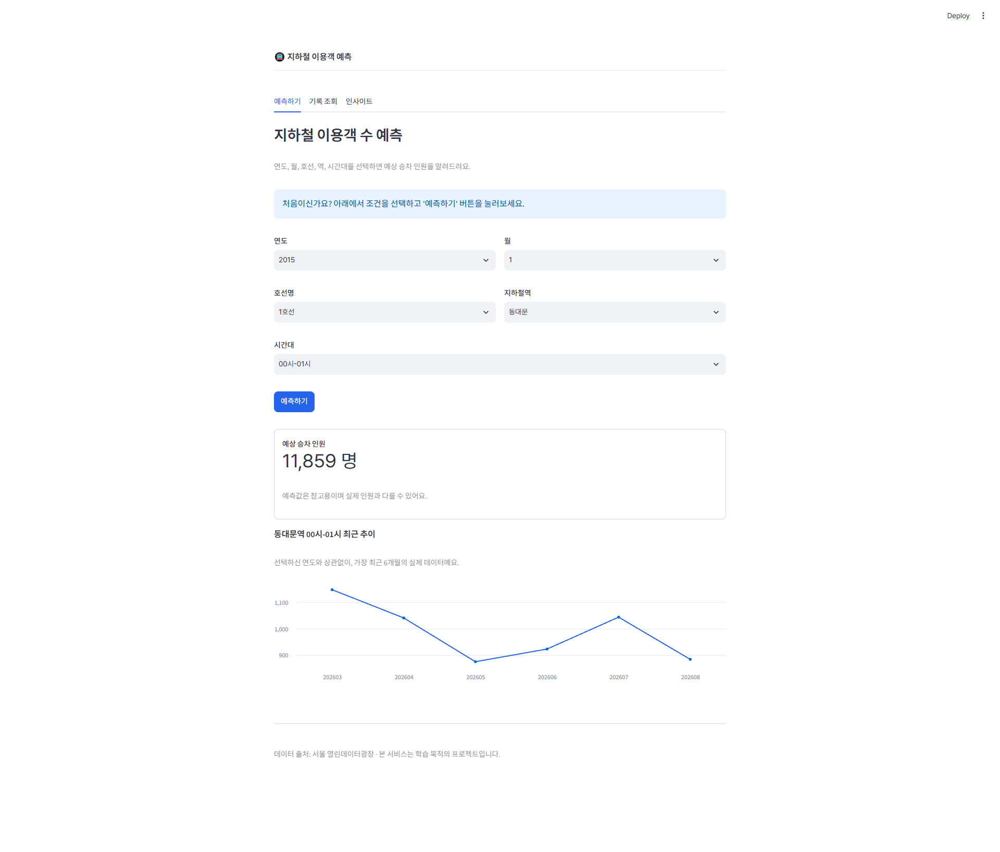 Deploy
지하철 이용객 예측
예측하기 기록 조회 인사이트
지하철 이용객 수 예측
연도, 월, 호선, 역, 시간대를 선택하면 예상 승차 인원을 알려드려요.
처음이신가요? 아래에서 조건을 선택하고 '예측하기' 버튼을 눌러보세요.
연도 월
2015 1
호선명 지하철역
1호선 동대문
시간대
00시-01시
예측하기
예상 승차 인원
11,859 명
예측값은 참고용이며 실제 인원과 다를 수 있어요.
동대문역 00시-01시 최근 추이
선택하신 연도와 상관없이, 가장 최근 6개월의 실제 데이터예요.
1,100
1,000
900
202603 202604 202605 202606 202607 202608
데이터 출처: 서울 열린데이터광장 · 본 서비스는 학습 목적의 프로젝트입니다.